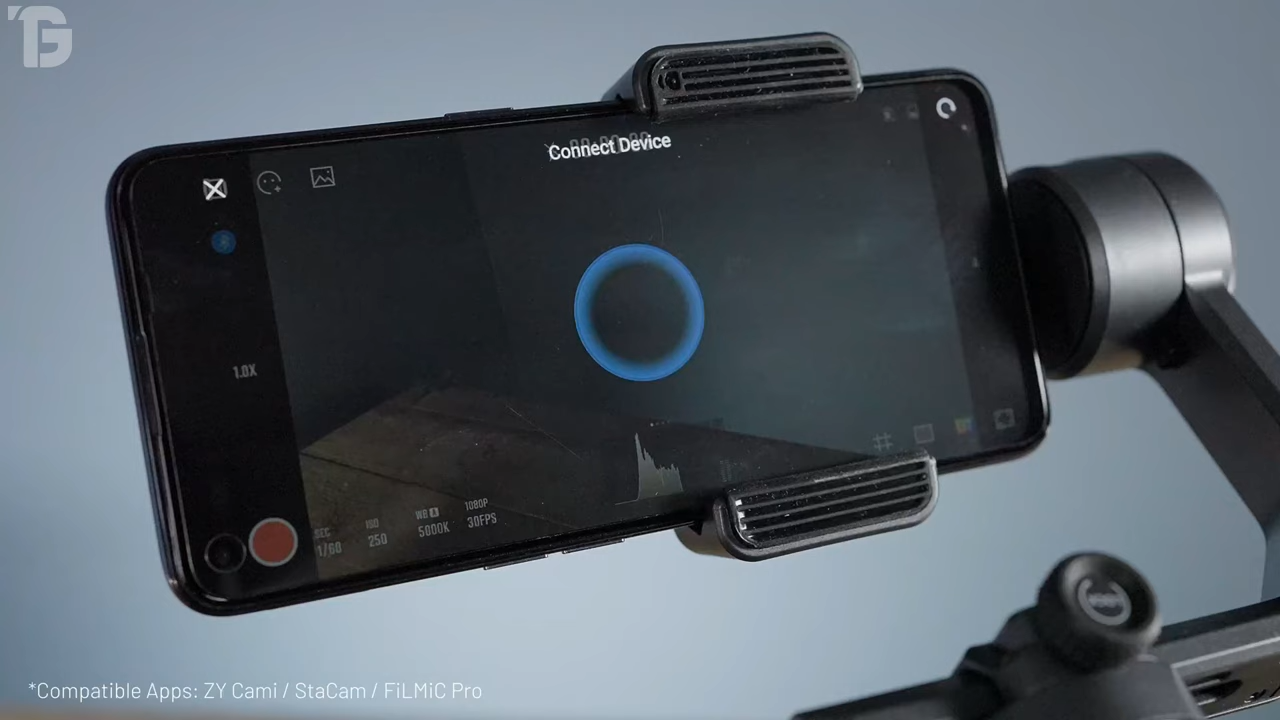 TG
Connect Device
1.0X
SEC
1/60
ISO
250
WB A
5000K
1080P
30FPS
*Compatible Apps: ZY Cami / StaCam / FiLMiC Pro